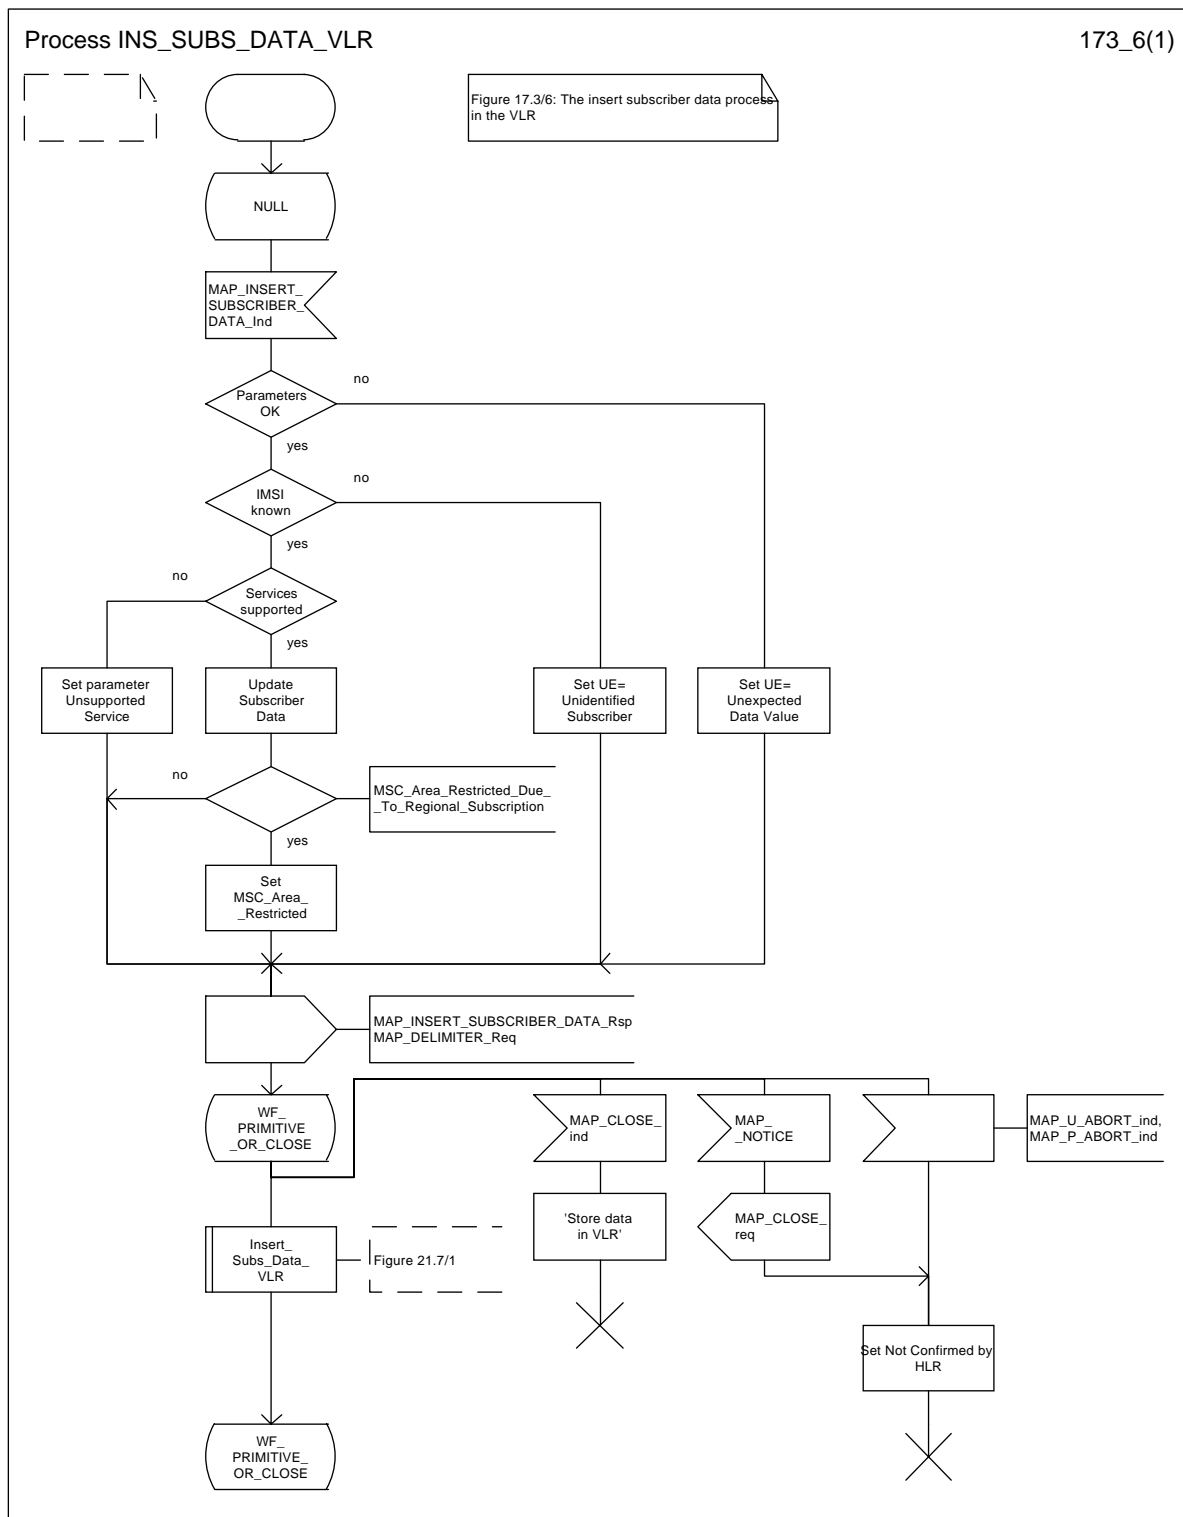 Process INS_SUBS_DATA_VLR
173_6(1)
Figure 17.3/6: The insert subscriber data process
in the VLR
NULL
MAP_INSERT_
SUBSCRIBER_
DATA_Ind
Parameters
OK
no
yes
IMSI
known
no
yes
Services
supported
no
yes
Set parameter
Unsupported
Service
Update
Subscriber
Data
Set UE=
Unidentified
Subscriber
Set UE=
Unexpected
Data Value
no
MSC_Area_Restricted_Due_
_To_Regional_Subscription
yes
Set
MSC_Area_
_Restricted
MAP_INSERT_SUBSCRIBER_DATA_Rsp
MAP_DELIMITER_Req
WF_
PRIMITIVE
_OR_CLOSE
MAP_CLOSE_
ind
MAP_
_NOTICE
MAP_U_ABORT_ind,
MAP_P_ABORT_ind
Insert_
Subs_Data_
VLR
Figure 21.7/1
'Store data
in VLR'
MAP_CLOSE_
req
Set Not Confirmed by
HLR
WF_
PRIMITIVE_
OR_CLOSE